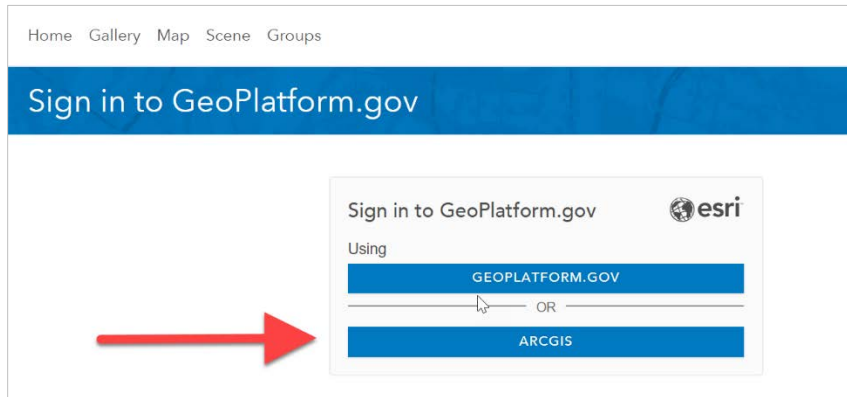 Home Gallery Map Scene Groups
Sign in to GeoPlatform.gov
Sign in to GeoPlatform.gov esri
Using
GEOPLATFORM.GOV
OR
ARCGIS